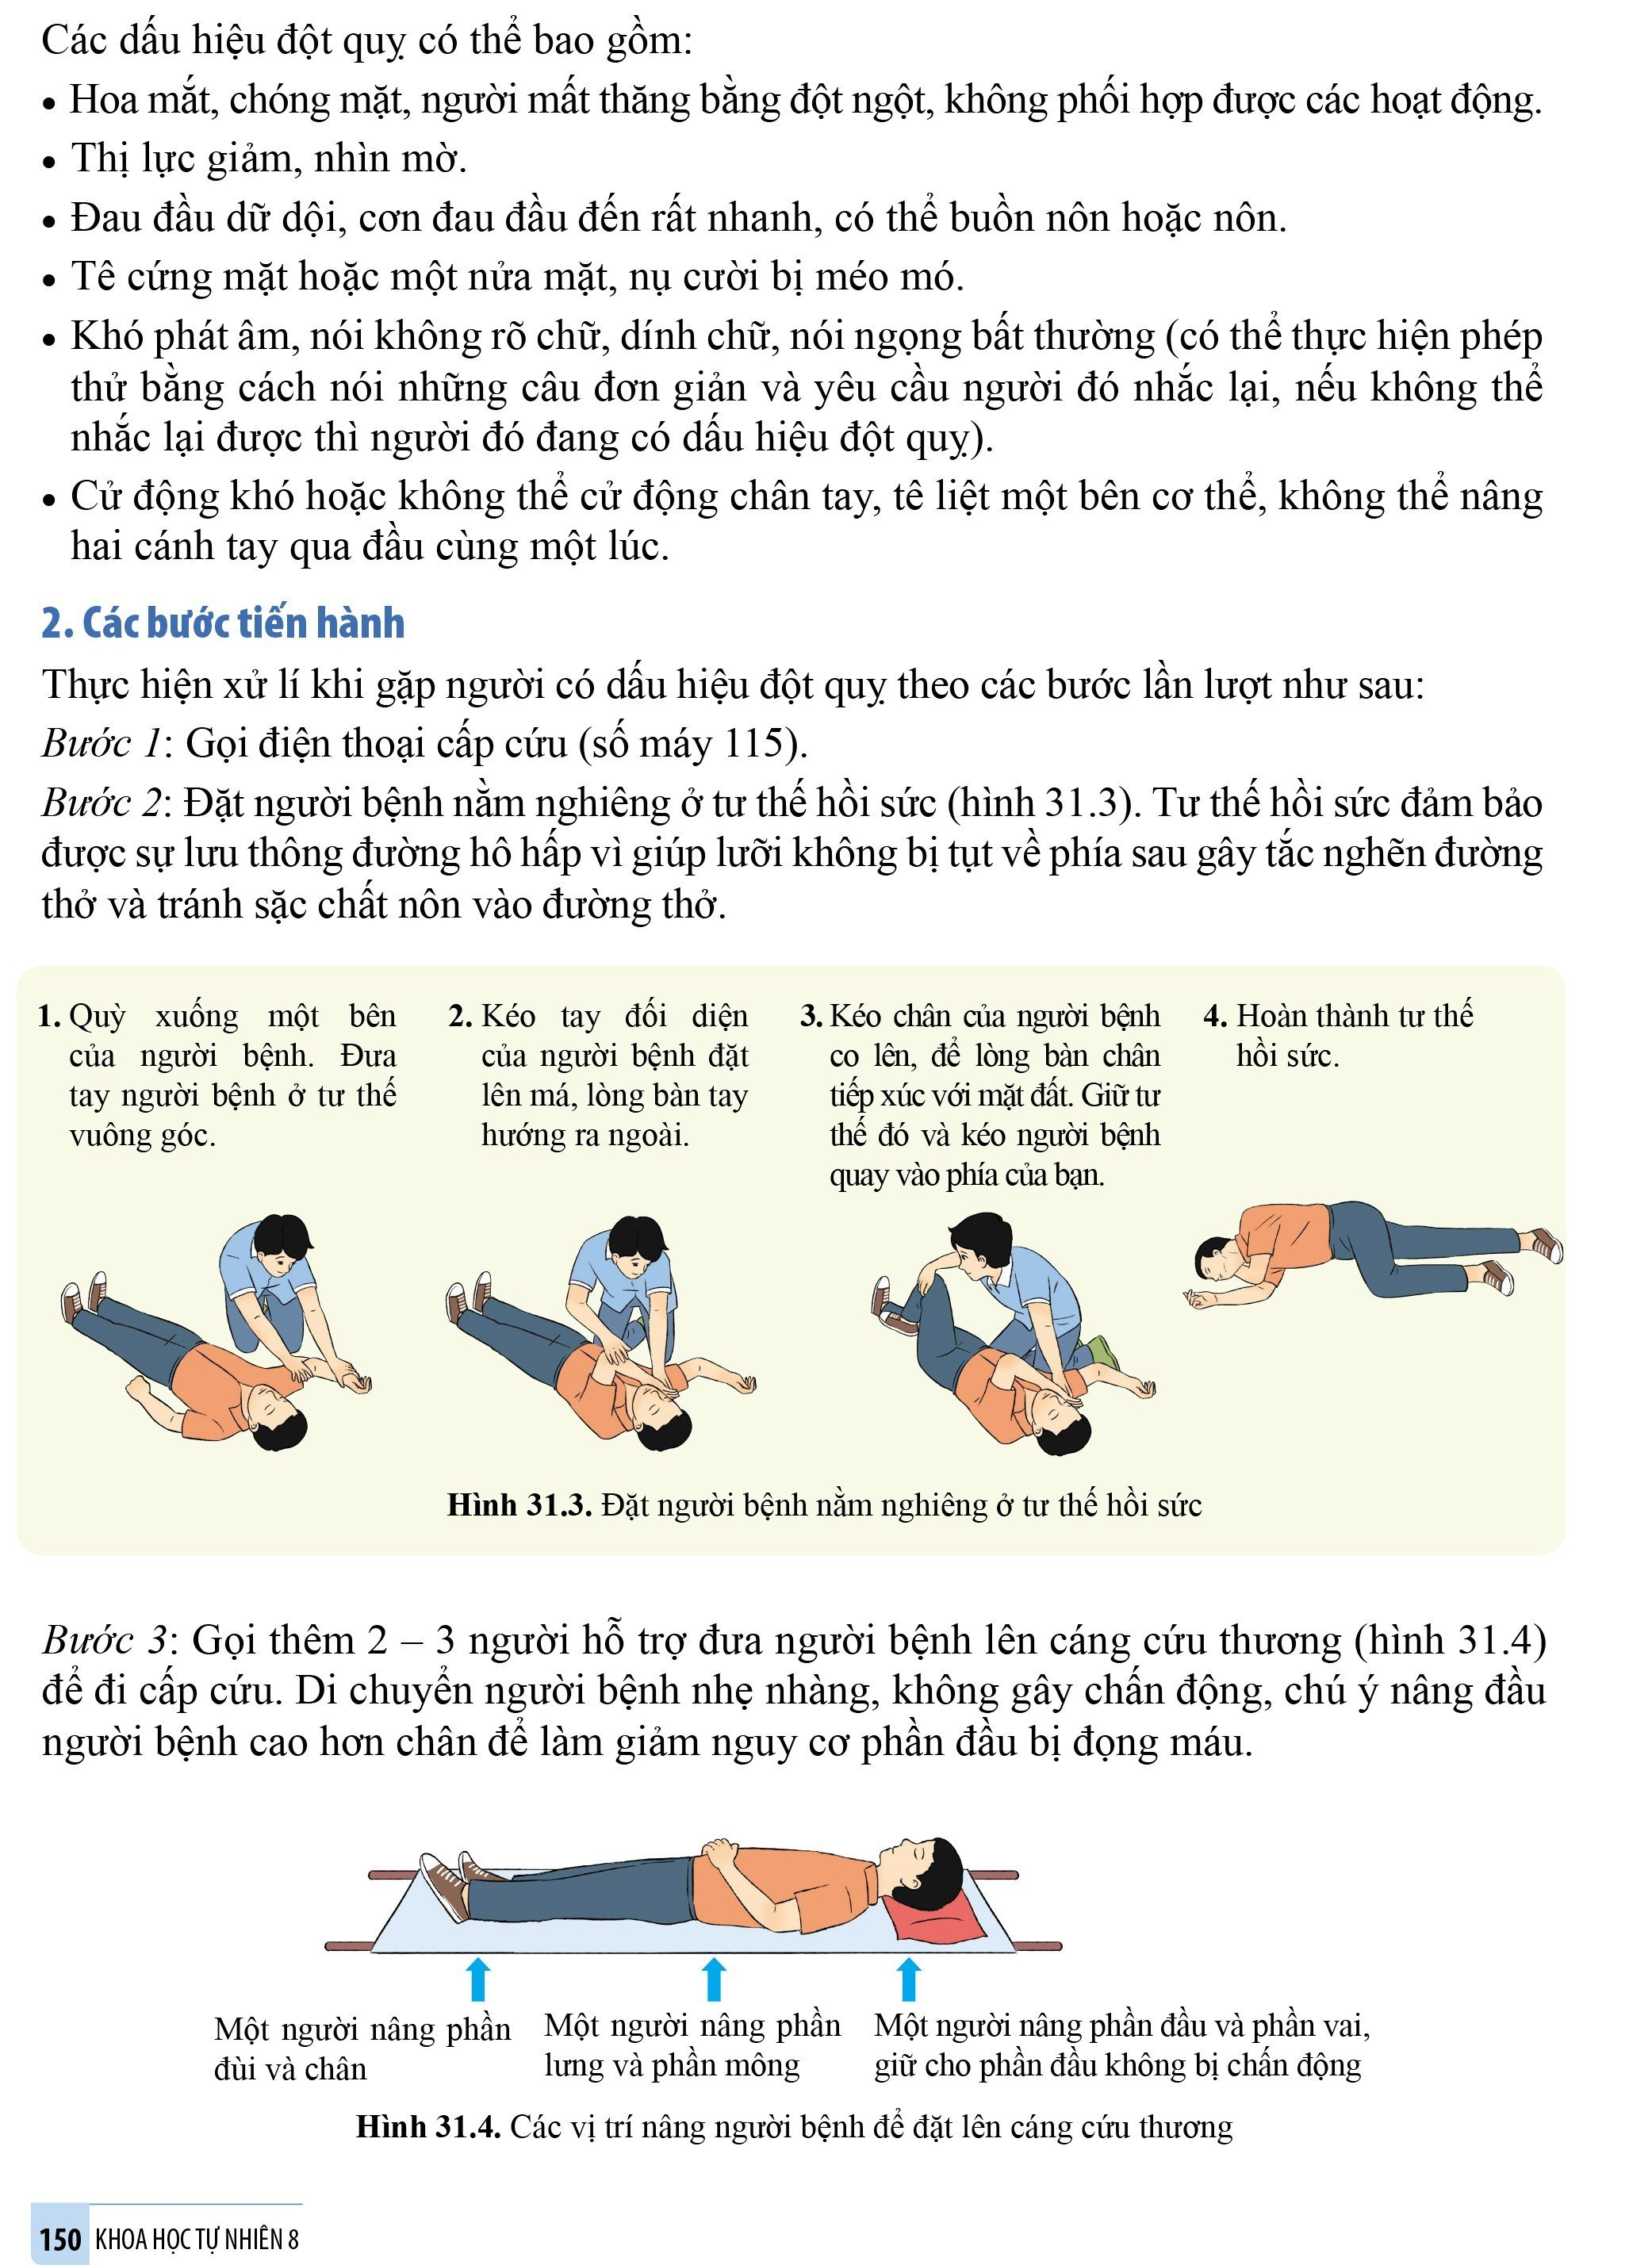 Các dấu hiệu đột quỵ có thể bao gồm:
• Hoa mắt, chóng mặt, người mất thăng bằng đột ngột, không phối hợp được các hoạt động.
• Thị lực giảm, nhìn mờ.
• Đau đầu dữ dội, cơn đau đầu đến rất nhanh, có thể buồn nôn hoặc nôn.
• Tê cứng mặt hoặc một nửa mặt, nụ cười bị méo mó.
• Khó phát âm, nói không rõ chữ, dính chữ, nói ngọng bất thường (có thể thực hiện phép
thử bằng cách nói những câu đơn giản và yêu cầu người đó nhắc lại, nếu không thể
nhắc lại được thì người đó đang có dấu hiệu đột quỵ).
• Cử động khó hoặc không thể cử động chân tay, tê liệt một bên cơ thể, không thể nâng
hai cánh tay qua đầu cùng một lúc.
2. Các bước tiến hành
Thực hiện xử lí khi gặp người có dấu hiệu đột quỵ theo các bước lần lượt như sau:
Bước 1: Gọi điện thoại cấp cứu (số máy 115).
Bước 2: Đặt người bệnh nằm nghiêng ở tư thế hồi sức (hình 31.3). Tư thế hồi sức đảm bảo
được sự lưu thông đường hô hấp vì giúp lưỡi không bị tụt về phía sau gây tắc nghẽn đường
thở và tránh sặc chất nôn vào đường thở.
1. Quỳ xuống một bên
của người bệnh. Đưa
tay người bệnh ở tư thế
vuông góc.
2. Kéo tay đối diện
của người bệnh đặt
lên má, lòng bàn tay
hướng ra ngoài.
3. Kéo chân của người bệnh
co lên, để lòng bàn chân
tiếp xúc với mặt đất. Giữ tư
thế đó và kéo người bệnh
quay vào phía của bạn.
4. Hoàn thành tư thế
hồi sức.
Hình 31.3. Đặt người bệnh nằm nghiêng ở tư thế hồi sức
Bước 3: Gọi thêm 2 – 3 người hỗ trợ đưa người bệnh lên cáng cứu thương (hình 31.4)
để đi cấp cứu. Di chuyển người bệnh nhẹ nhàng, không gây chấn động, chú ý nâng đầu
người bệnh cao hơn chân để làm giảm nguy cơ phần đầu bị đọng máu.
Một người nâng phần
đùi và chân
Một người nâng phần
lưng và phần mông
Một người nâng phần đầu và phần vai,
giữ cho phần đầu không bị chấn động
Hình 31.4. Các vị trí nâng người bệnh để đặt lên cáng cứu thương
150 KHOA HỌC TỰ NHIÊN 8